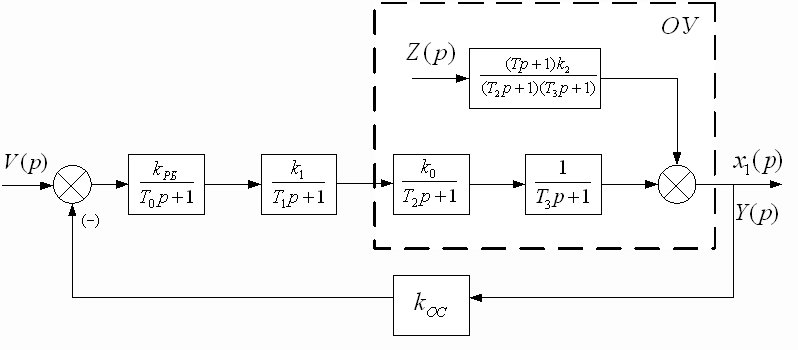 ОУ
Z(p)
(Tp+1)k₂
(T₂p+1)(T₃p+1)
V(p)
k_РБ
T₀p+1
k₁
T₁p+1
k₀
T₂p+1
1
T₃p+1
x₁(p)
(−)
Y(p)
k_ОС